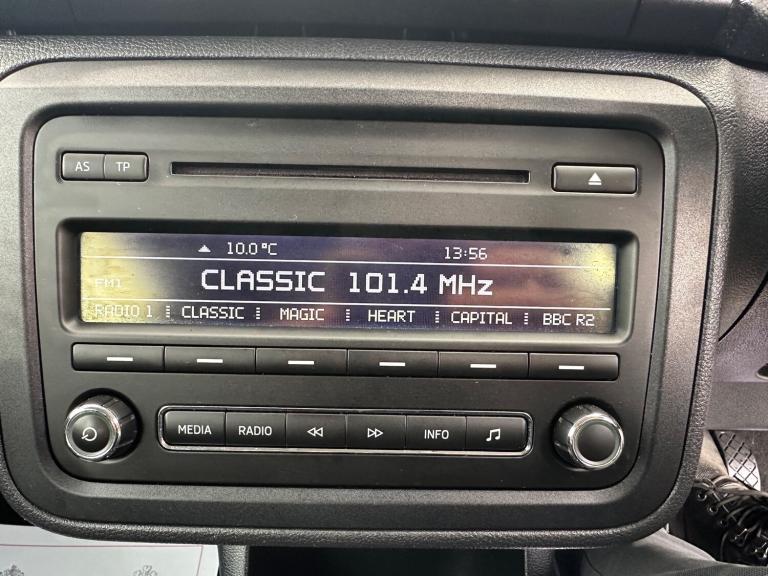 AS TP
10.0°C 13:56
FM1 CLASSIC 101.4 MHz
RADIO 1 CLASSIC MAGIC HEART CAPITAL BBC R2
MEDIA RADIO INFO